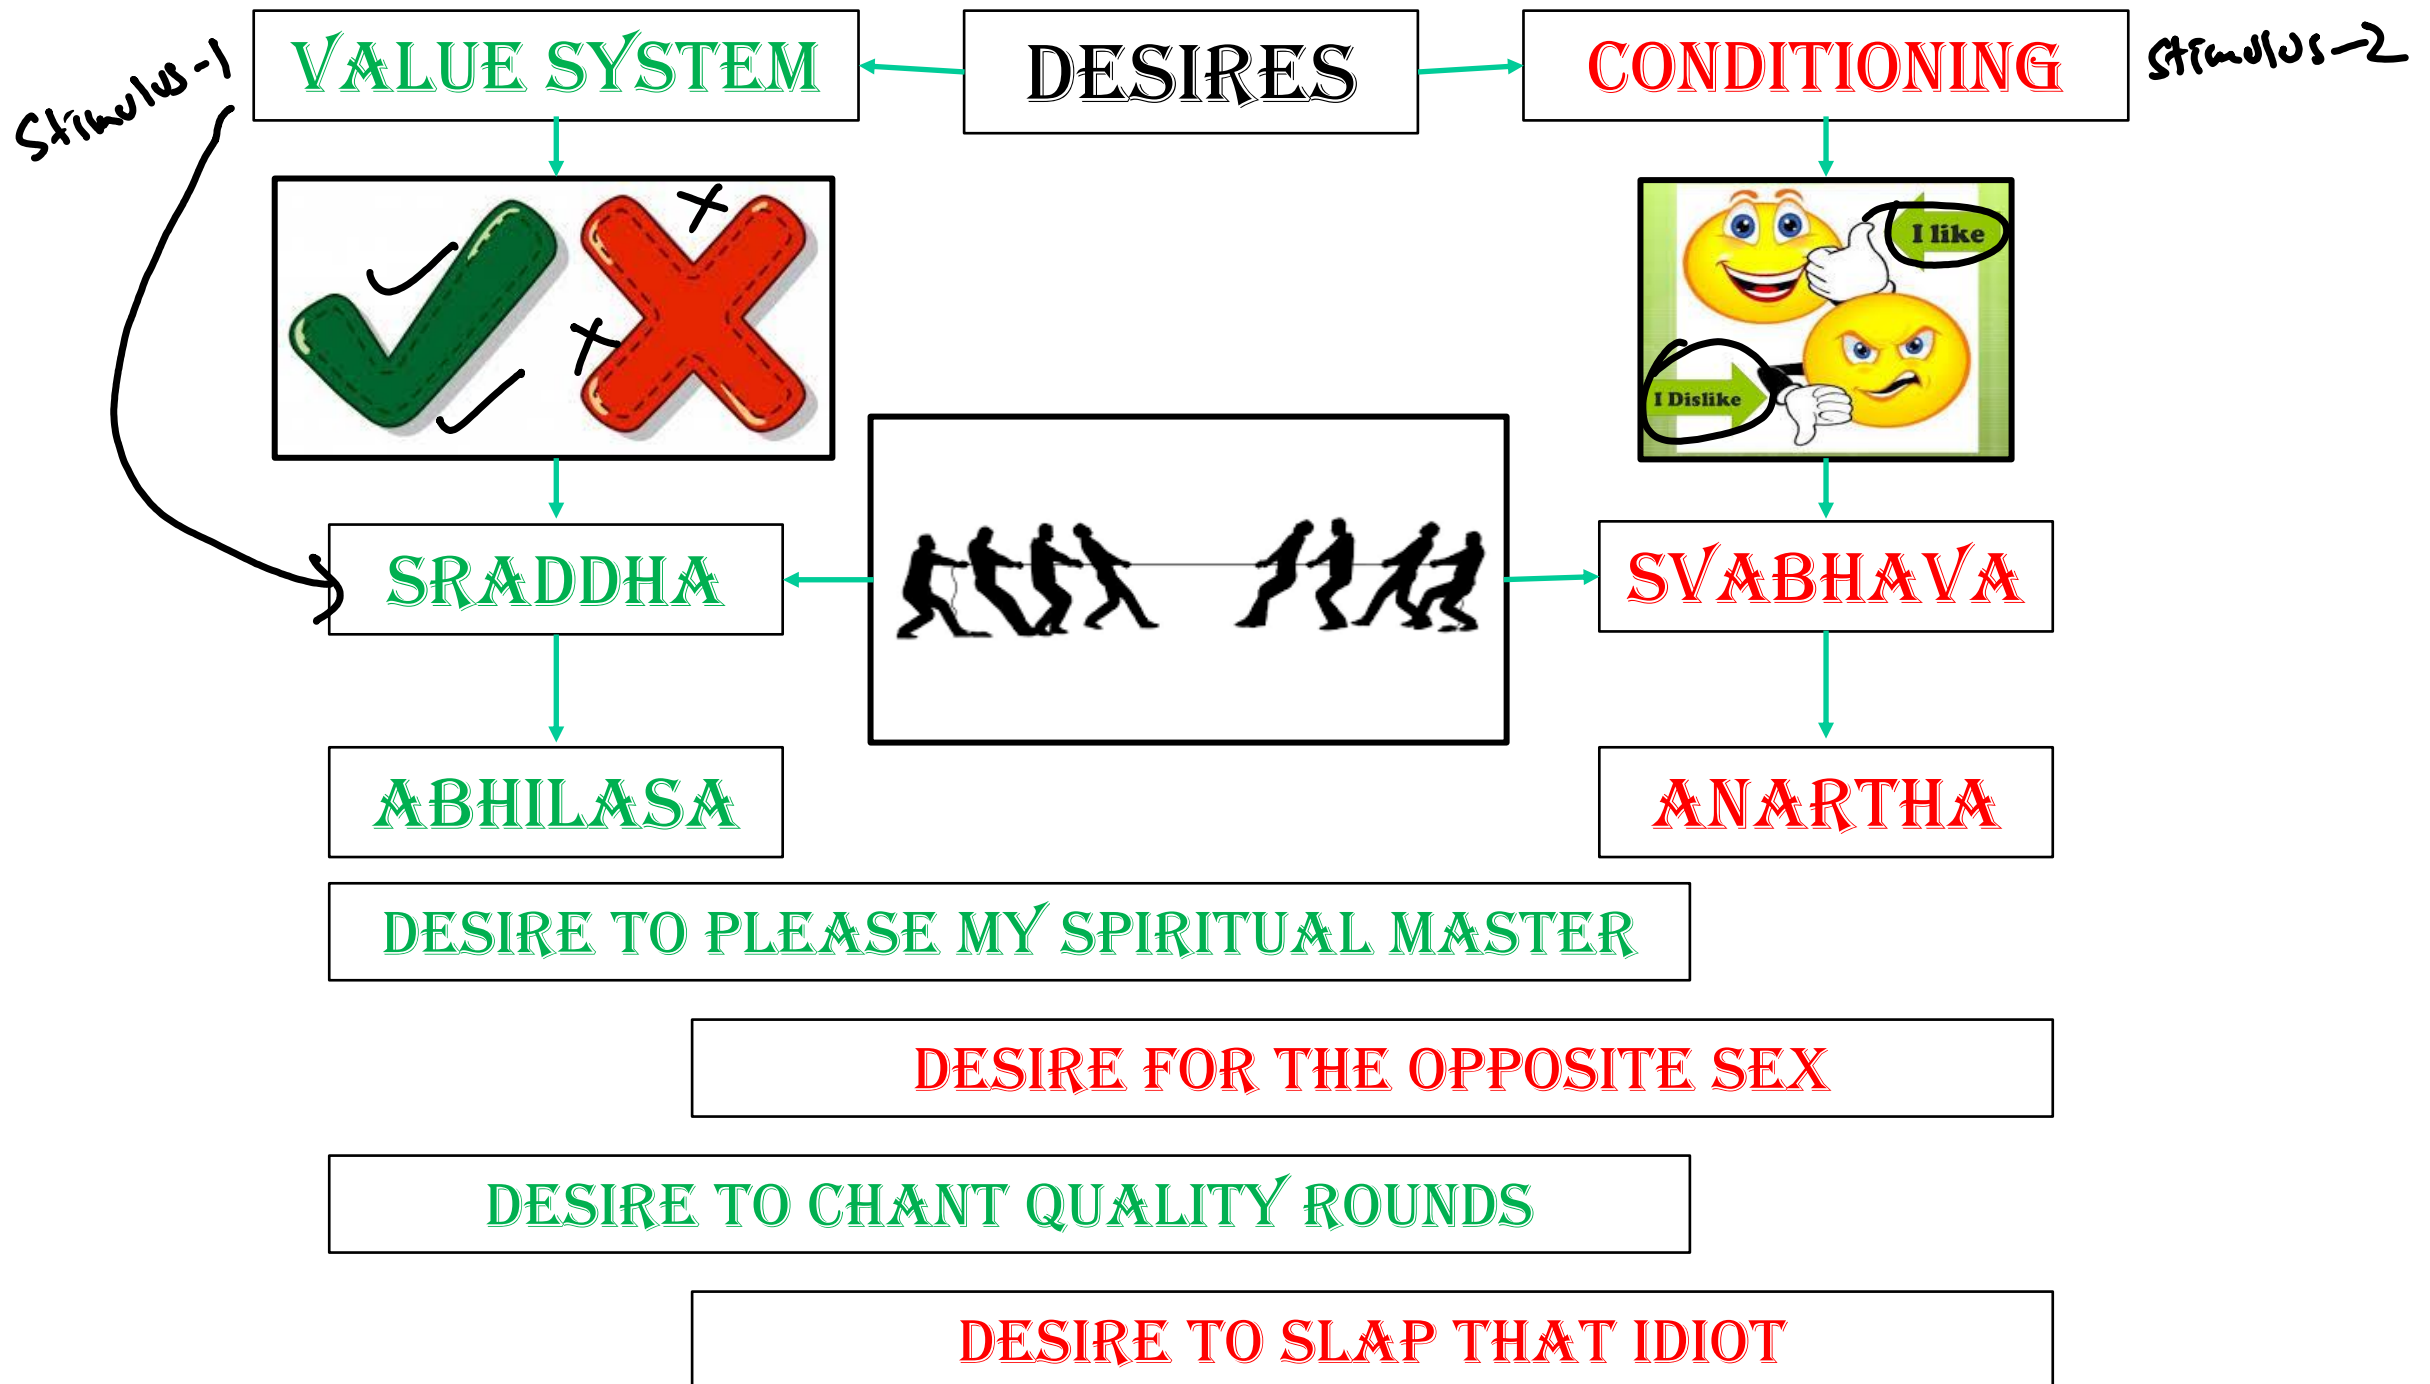 Stimulus-1
VALUE SYSTEM
DESIRES
CONDITIONING
Stimulus-2
I like
I Dislike
SRADDHA
SVABHAVA
ABHILASA
ANARTHA
DESIRE TO PLEASE MY SPIRITUAL MASTER
DESIRE FOR THE OPPOSITE SEX
DESIRE TO CHANT QUALITY ROUNDS
DESIRE TO SLAP THAT IDIOT